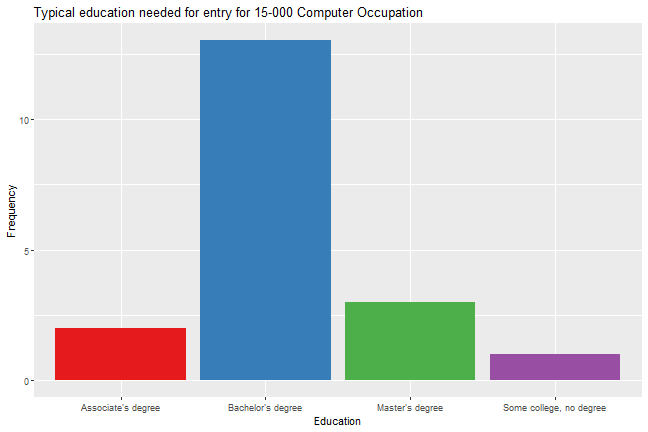 Typical education needed for entry for 15-000 Computer Occupation
Frequency
10
5
0
Associate's degree
Bachelor's degree
Master's degree
Some college, no degree
Education